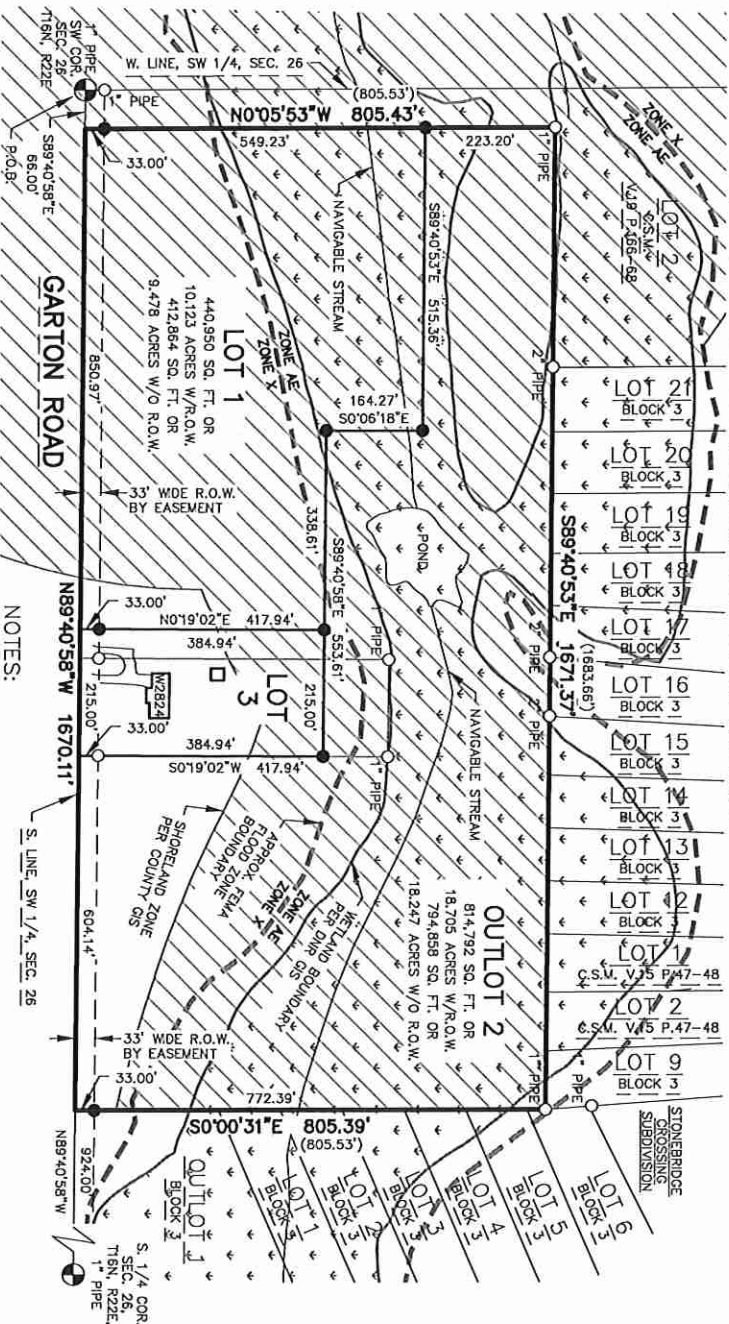 1" PIPE
SW COR.
SEC. 26
T16N, R22E
S89°40'58"E
66.00'
P.O.B.
W. LINE, SW 1/4, SEC. 26
(805.53')
1" PIPE
N0°05'53"W 805.43'
549.23'
223.20'
33.00'
1" PIPE
NAVIGABLE STREAM
S89°40'53"E 515.36'
164.27'
S0°06'18"E
ZONE X
ZONE AE
LOT 2
C.S.M.
V.19 P.166-68
2" PIPE
LOT 21
BLOCK 3
LOT 20
BLOCK 3
LOT 19
BLOCK 3
LOT 18
BLOCK 3
LOT 17
BLOCK 3
LOT 16
BLOCK 3
LOT 15
BLOCK 3
LOT 14
BLOCK 3
LOT 13
BLOCK 3
LOT 12
BLOCK 3
LOT 1
C.S.M. V.15 P.47-48
LOT 2
C.S.M. V.15 P.47-48
LOT 9
BLOCK 3
STONEBRIDGE
CROSSING
SUBDIVISION
S89°40'53"E 1671.37'
(1683.66')
2" PIPE
2" PIPE
1" PIPE
1" PIPE
LOT 1
440,950 SQ. FT. OR
10.123 ACRES W/R.O.W.
412,864 SQ. FT. OR
9.478 ACRES W/O R.O.W.
ZONE AE
ZONE X
338.61'
S89°40'58"E 553.61'
215.00'
POND
NAVIGABLE STREAM
1" PIPE
1" PIPE
GARTON ROAD
850.97'
33' WIDE R.O.W.
BY EASEMENT
33.00'
N0°19'02"E 417.94'
384.94'
215.00'
W2824
LOT
3
33.00'
384.94'
S0°19'02"W 417.94'
SHORELAND ZONE
PER COUNTY GIS
APPROX. FEMA
FLOOD ZONE
BOUNDARY
ZONE AE
ZONE X
WETLAND BOUNDARY
PER DNR GIS
OUTLOT 2
814,792 SQ. FT. OR
18.705 ACRES W/R.O.W.
794,858 SQ. FT. OR
18.247 ACRES W/O R.O.W.
N89°40'58"W 1670.11'
604.14'
33' WIDE R.O.W.
BY EASEMENT
33.00'
772.39'
S0°00'31"E 805.39'
(805.53')
S. LINE, SW 1/4, SEC. 26
OUTLOT 1
BLOCK 3
LOT 1
BLOCK 3
LOT 2
BLOCK 3
LOT 3
BLOCK 3
LOT 4
BLOCK 3
LOT 5
BLOCK 3
LOT 6
BLOCK 3
924.00'
N89°40'58"W
S. 1/4 COR.
SEC. 26,
T16N, R22E,
1" PIPE
NOTES: